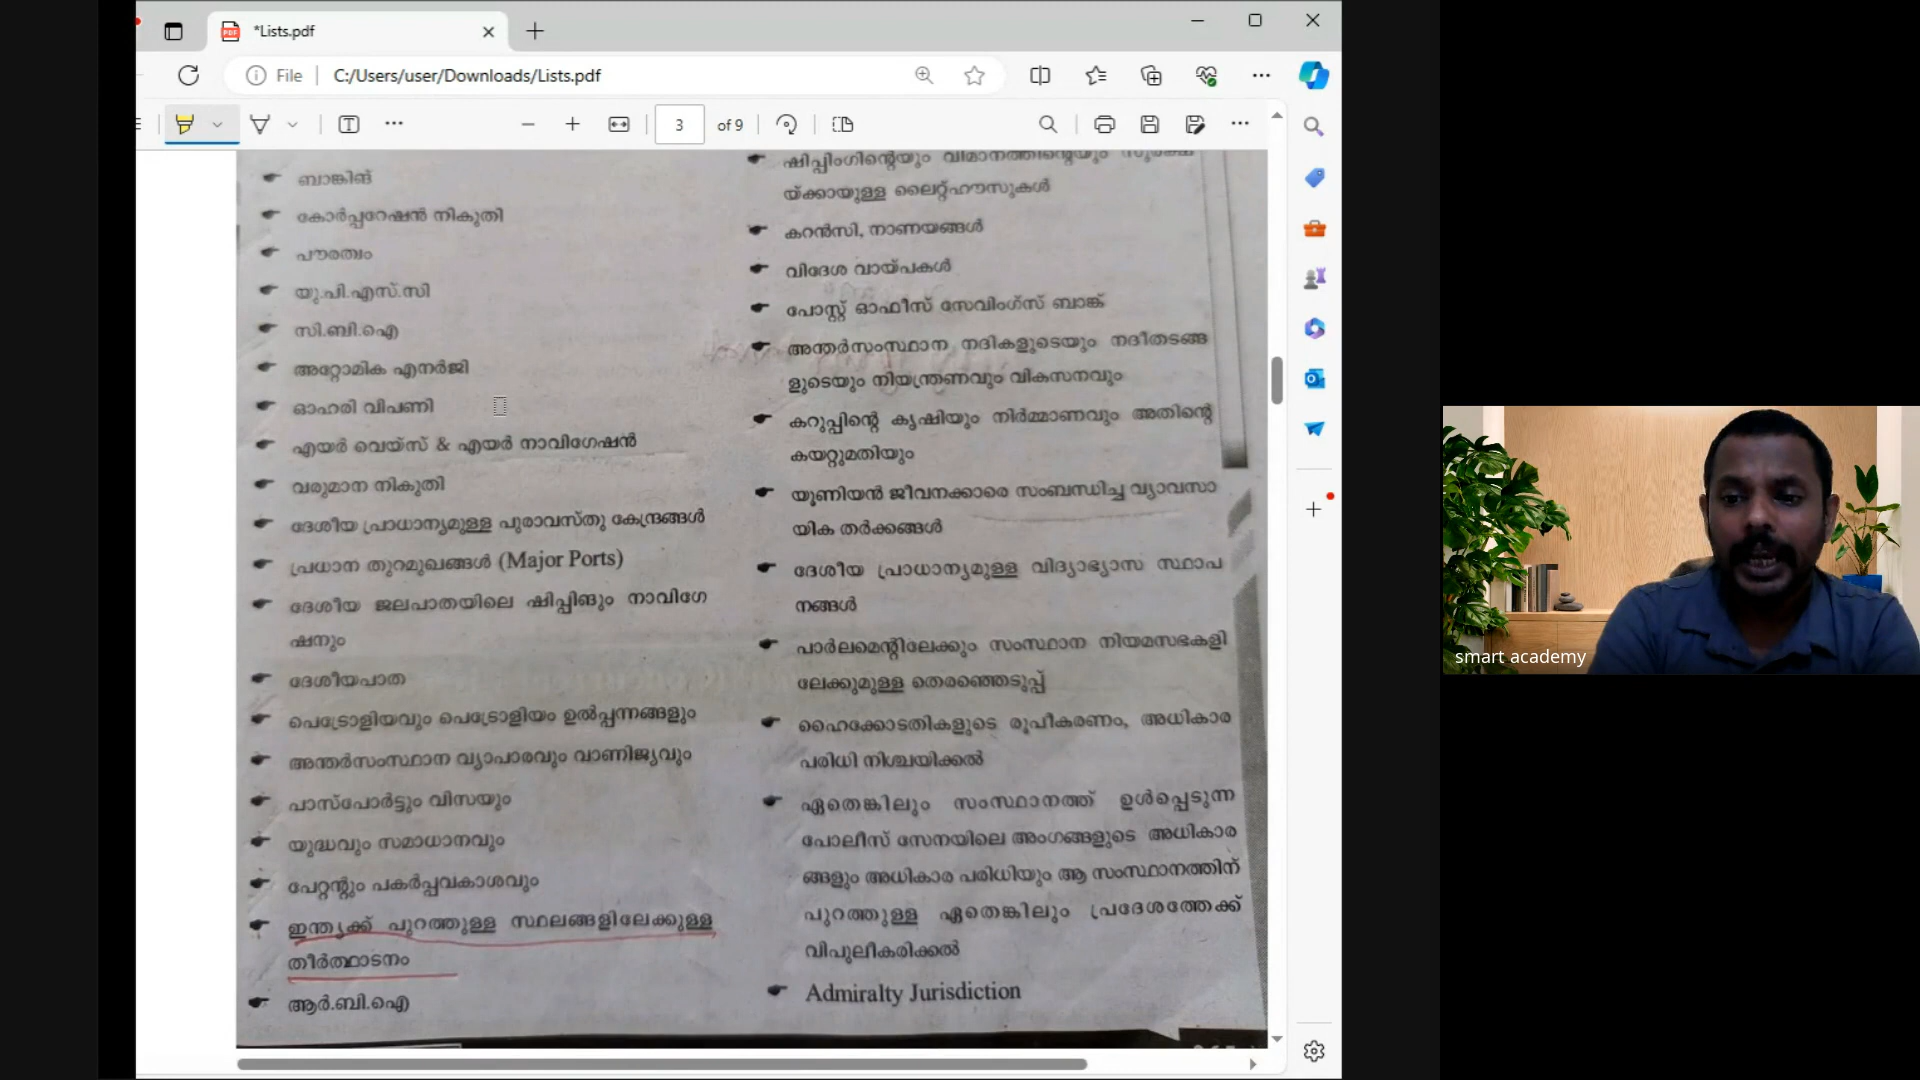 *Lists.pdf
File
C:/Users/user/Downloads/Lists.pdf
3
of 9
ബാങ്കിങ്
കോർപ്പറേഷൻ നികുതി
പൗരത്വം
യു.പി.എസ്.സി
സി.ബി.ഐ
അറ്റോമിക എനർജി
ഓഹരി വിപണി
എയർ വെയ്സ് & എയർ നാവിഗേഷൻ
വരുമാന നികുതി
ദേശീയ പ്രാധാന്യമുള്ള പുരാവസ്തു കേന്ദ്രങ്ങൾ
പ്രധാന തുറമുഖങ്ങൾ (Major Ports)
ദേശീയ ജലപാതയിലെ ഷിപ്പിങും നാവിഗേ
ഷനും
ദേശീയപാത
പെട്രോളിയവും പെട്രോളിയം ഉൽപ്പന്നങ്ങളും
അന്തർസംസ്ഥാന വ്യാപാരവും വാണിജ്യവും
പാസ്പോർട്ടും വിസയും
യുദ്ധവും സമാധാനവും
പേറ്റന്റും പകർപ്പവകാശവും
ഇന്ത്യക്ക് പുറത്തുള്ള സ്ഥലങ്ങളിലേക്കുള്ള
തീർത്ഥാടനം
ആർ.ബി.ഐ
ഷിപ്പിംഗിന്റെയും വിമാനത്തിന്റെയും സുരക്ഷ
യ്ക്കായുള്ള ലൈറ്റ്ഹൗസുകൾ
കറൻസി, നാണയങ്ങൾ
വിദേശ വായ്പകൾ
പോസ്റ്റ് ഓഫീസ് സേവിംഗ്സ് ബാങ്ക്
അന്തർസംസ്ഥാന നദികളുടെയും നദീതടങ്ങ
ളുടെയും നിയന്ത്രണവും വികസനവും
കറുപ്പിന്റെ കൃഷിയും നിർമ്മാണവും അതിന്റെ
കയറ്റുമതിയും
യൂണിയൻ ജീവനക്കാരെ സംബന്ധിച്ച വ്യാവസാ
യിക തർക്കങ്ങൾ
ദേശീയ പ്രാധാന്യമുള്ള വിദ്യാഭ്യാസ സ്ഥാപ
നങ്ങൾ
പാർലമെന്റിലേക്കും സംസ്ഥാന നിയമസഭകളി
ലേക്കുമുള്ള തെരഞ്ഞെടുപ്പ്
ഹൈക്കോടതികളുടെ രൂപീകരണം, അധികാര
പരിധി നിശ്ചയിക്കൽ
ഏതെങ്കിലും സംസ്ഥാനത്ത് ഉൾപ്പെടുന്ന
പോലീസ് സേനയിലെ അംഗങ്ങളുടെ അധികാര
ങ്ങളും അധികാര പരിധിയും ആ സംസ്ഥാനത്തിന്
പുറത്തുള്ള ഏതെങ്കിലും പ്രദേശത്തേക്ക്
വിപുലീകരിക്കൽ
Admiralty Jurisdiction
smart academy